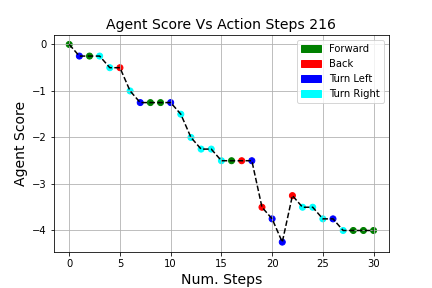 Agent Score Vs Action Steps 216
Forward
Back
Turn Left
Turn Right
Agent Score
0
−1
−2
−3
−4
0 5 10 15 20 25 30
Num. Steps